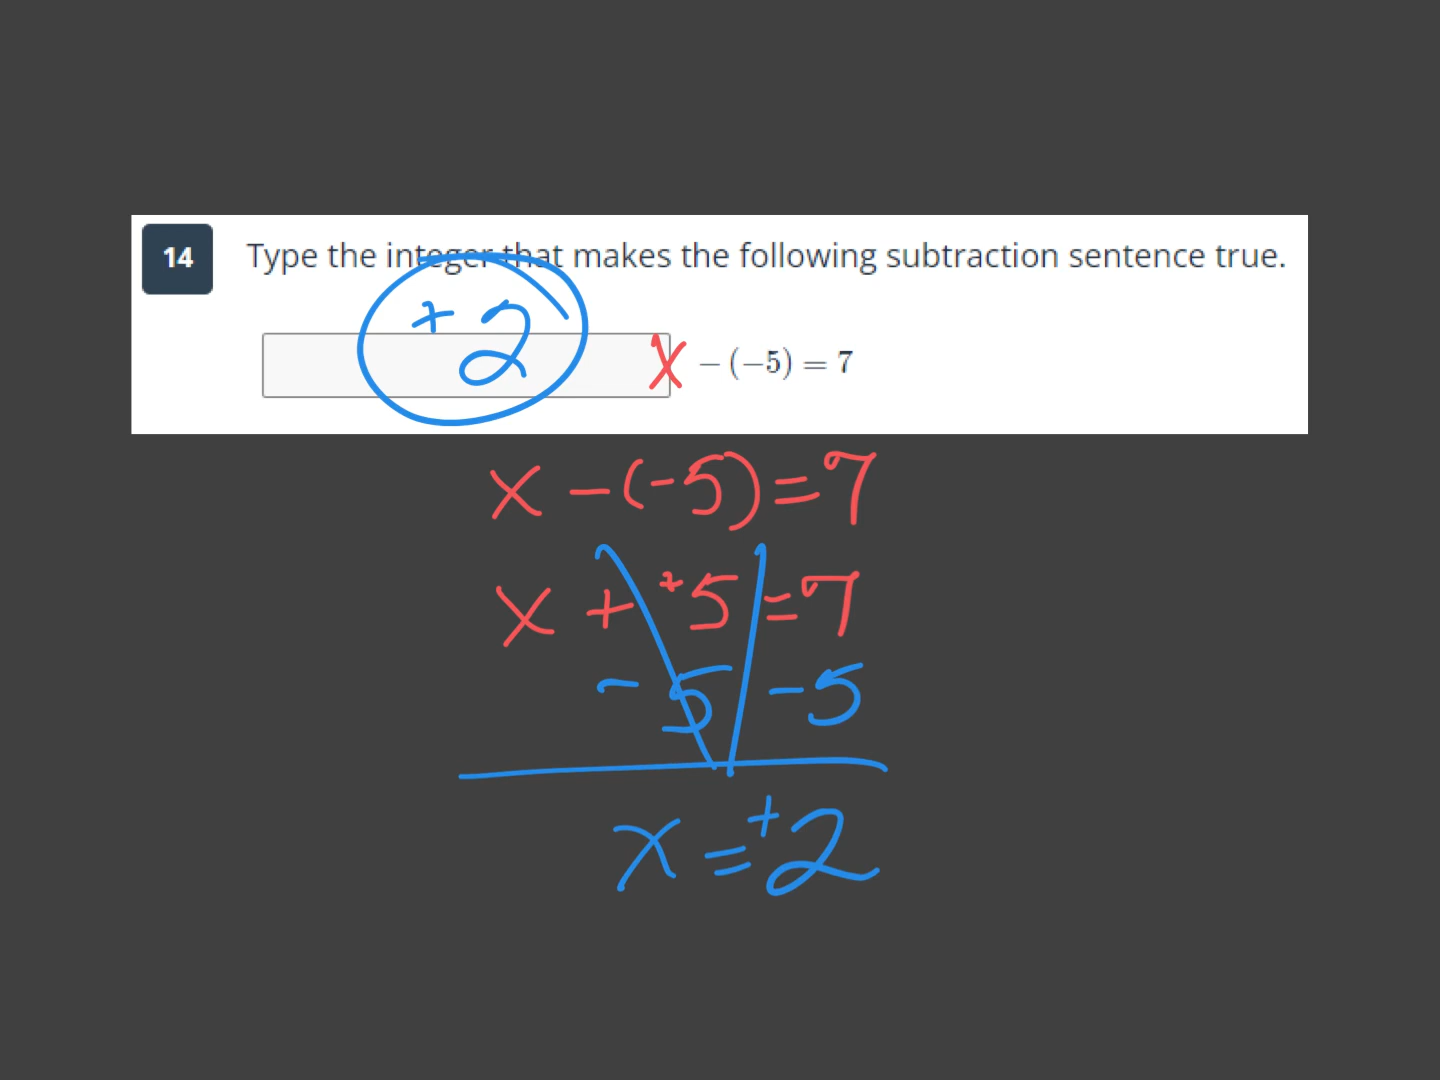 14 Type the integer that makes the following subtraction sentence true.
+2 x − (−5) = 7
x − (−5) = 7
x + +5 = 7
− 5 − 5
x = +2